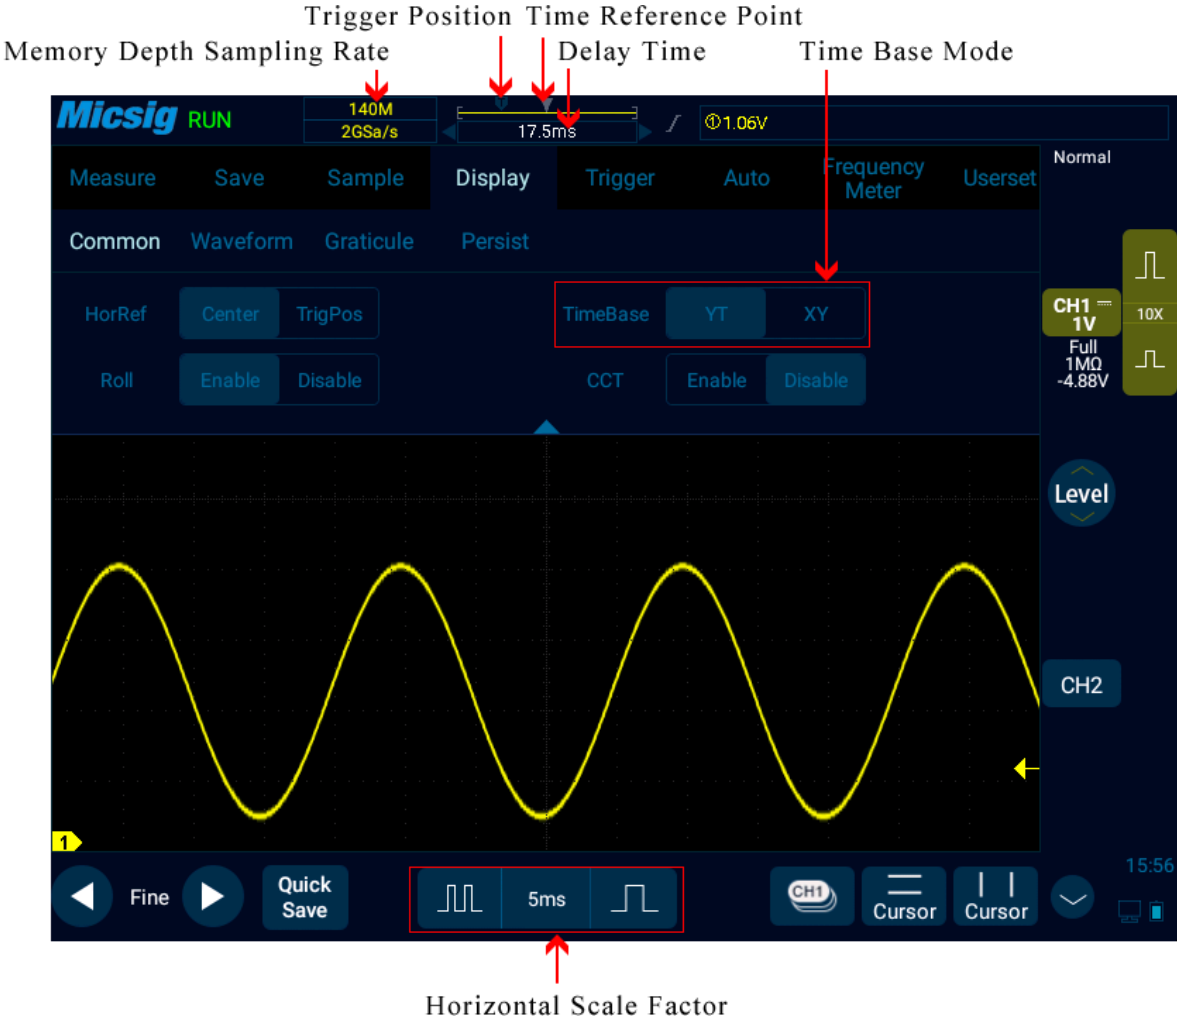 Trigger Position Time Reference Point
Memory Depth Sampling Rate Delay Time Time Base Mode
Micsig RUN 140M 2GSa/s 17.5ms ①1.06V
Measure Save Sample Display Trigger Auto Frequency Meter Userset Normal
Common Waveform Graticule Persist
HorRef Center TrigPos TimeBase YT XY
CH1 1V 10X
Full
1MΩ
-4.88V
Roll Enable Disable CCT Enable Disable
Level
CH2
1
15:56
Fine Quick Save 5ms CH1 Cursor Cursor
Horizontal Scale Factor